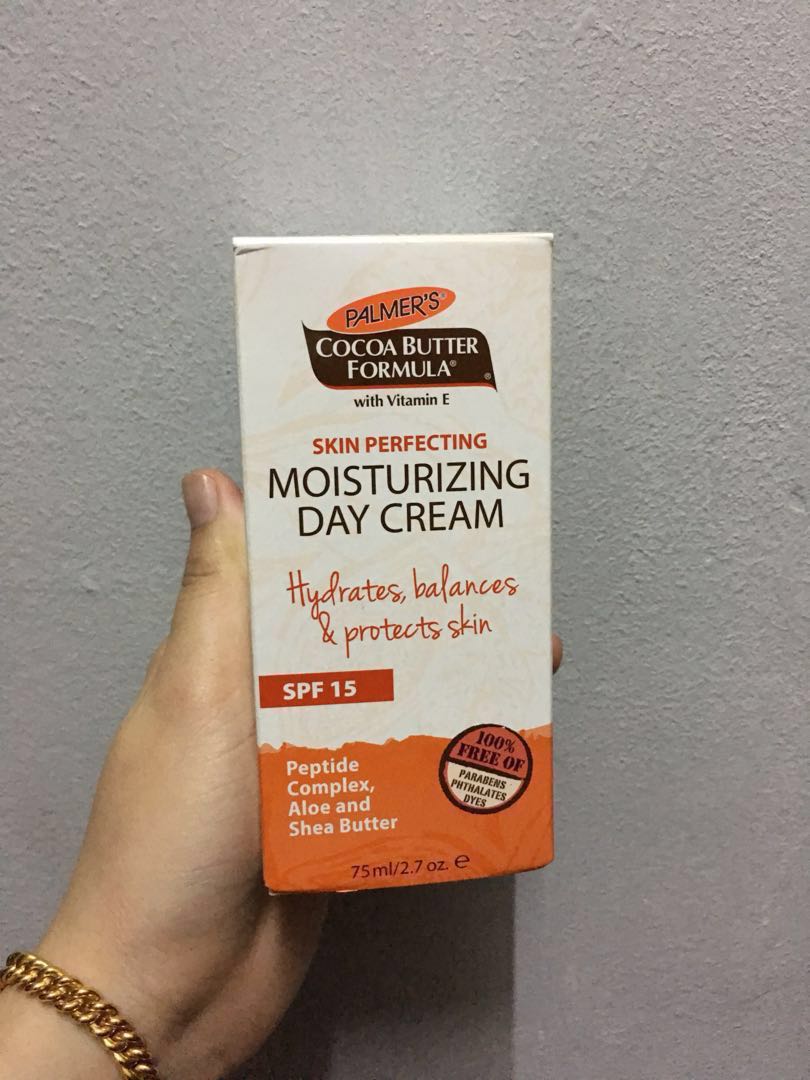 PALMER'S®
COCOA BUTTER
FORMULA®
®
with Vitamin E
SKIN PERFECTING
MOISTURIZING
DAY CREAM
Hydrates, balances
& protects skin
SPF 15
Peptide
Complex,
Aloe and
Shea Butter
100%
FREE OF
PARABENS
PHTHALATES
DYES
75ml/2.7 oz. e